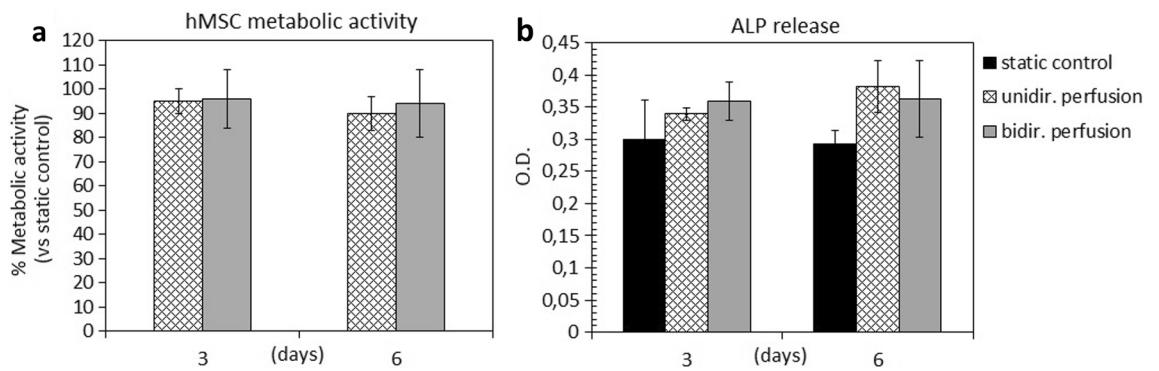 a
hMSC metabolic activity
% Metabolic activity
(vs static control)
120
110
100
90
80
70
60
50
40
30
20
10
0
3
(days)
6
b
ALP release
O.D.
0,45
0,4
0,35
0,3
0,25
0,2
0,15
0,1
0,05
0
3
(days)
6
static control
unidir. perfusion
bidir. perfusion